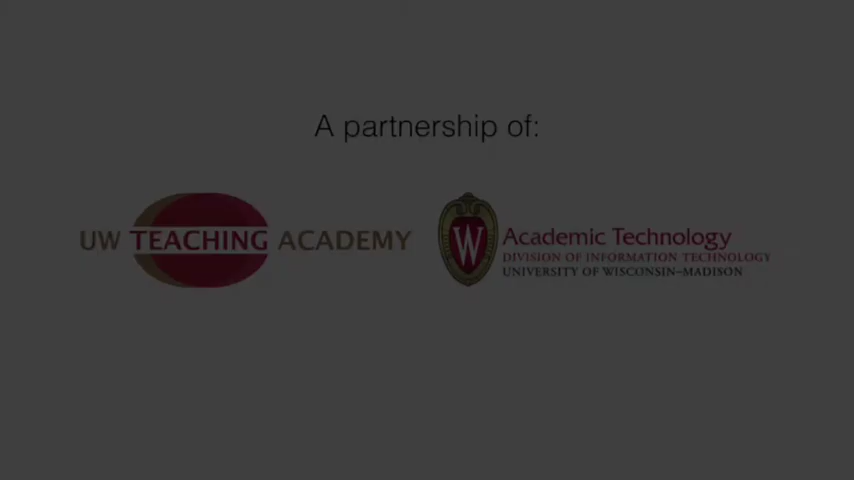 A partnership of:
UW TEACHING ACADEMY
W
Academic Technology
DIVISION OF INFORMATION TECHNOLOGY
UNIVERSITY OF WISCONSIN–MADISON